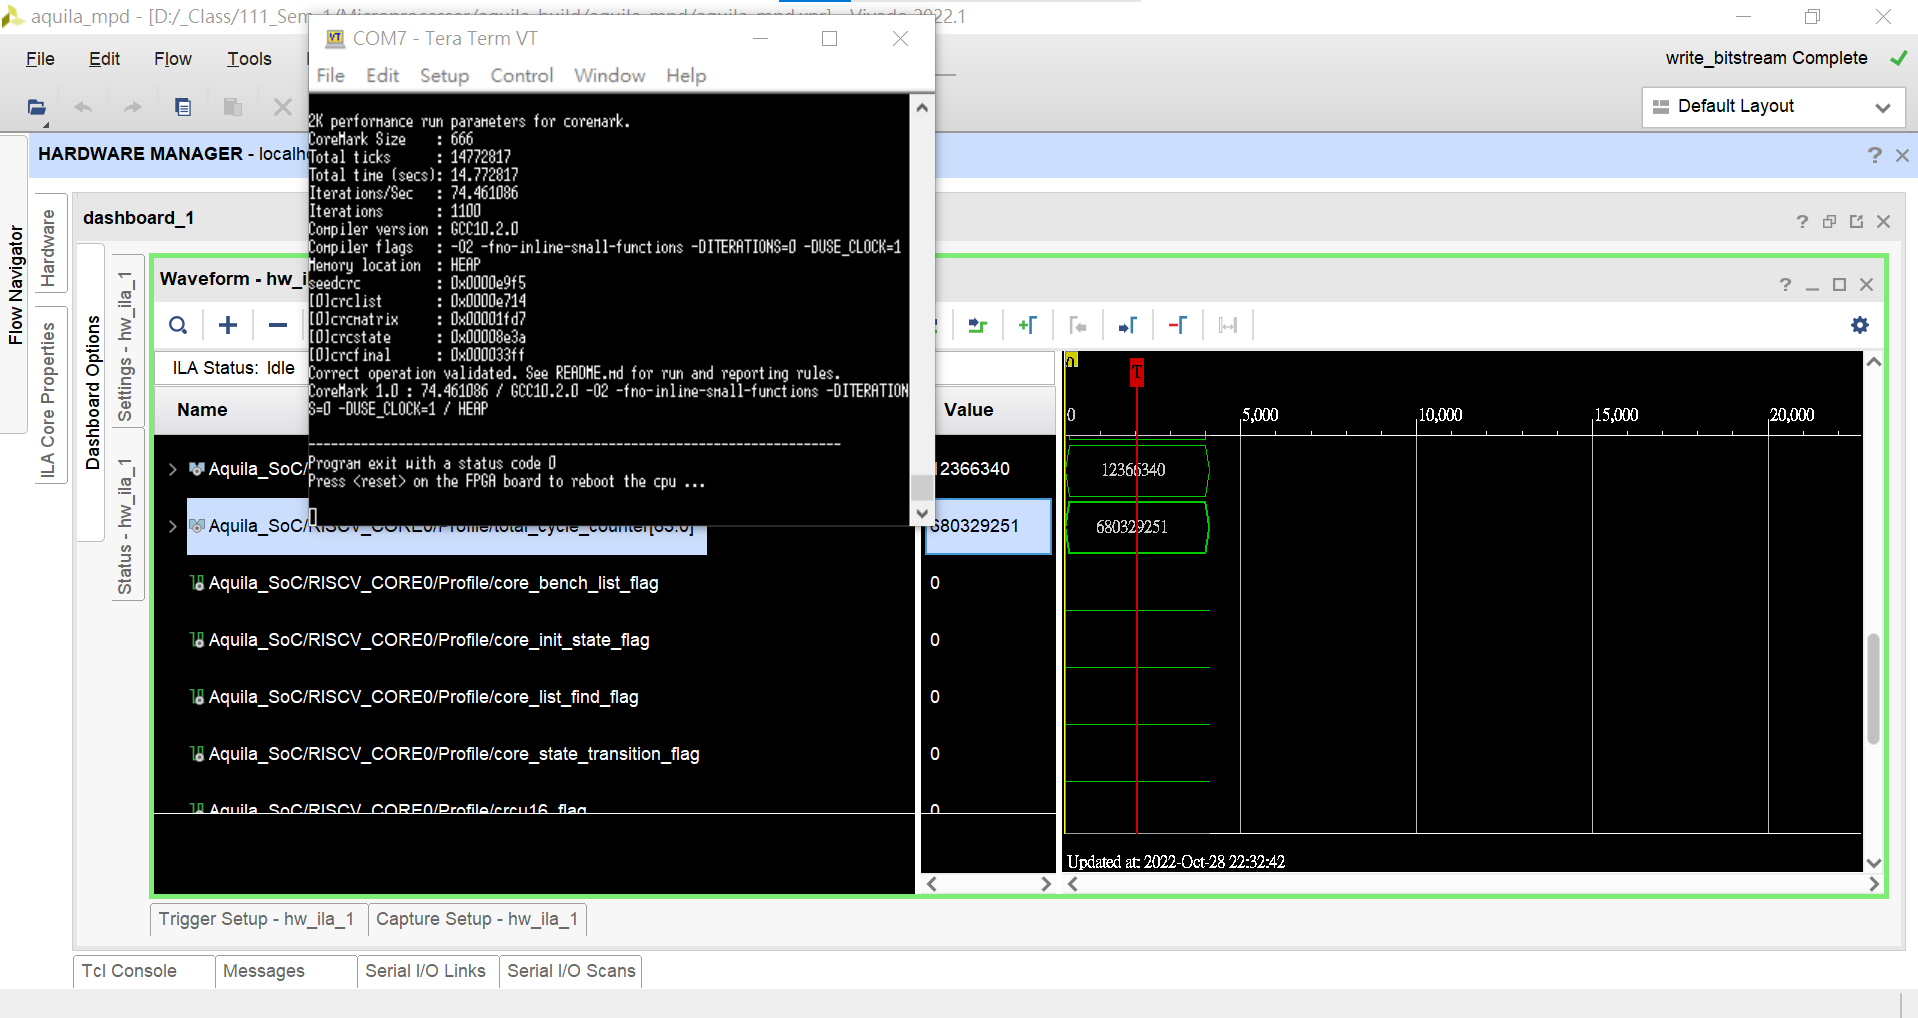 aquila_mpd - [D:/_Class/111_Sem_1/Microprocessor/aquila_build/aquila_mpd/aquila_mpd.xpr] - Vivado 2022.1
File Edit Flow Tools
write_bitstream Complete
Default Layout
HARDWARE MANAGER - localh
dashboard_1
Flow Navigator
Hardware
ILA Core Properties
Dashboard Options
Settings - hw_ila_1
Status - hw_ila_1
Waveform - hw_i
ILA Status: Idle
Name
Value
COM7 - Tera Term VT
File Edit Setup Control Window Help
2K performance run parameters for coremark.
CoreMark Size : 666
Total ticks : 14772817
Total time (secs): 14.772817
Iterations/Sec : 74.461086
Iterations : 1100
Compiler version : GCC10.2.0
Compiler flags : -O2 -fno-inline-small-functions -DITERATIONS=0 -DUSE_CLOCK=1
Memory location : HEAP
seedcrc : 0x0000e9f5
[0]crclist : 0x0000e714
[0]crcmatrix : 0x00001fd7
[0]crcstate : 0x00008e3a
[0]crcfinal : 0x000033ff
Correct operation validated. See README.md for run and reporting rules.
CoreMark 1.0 : 74.461086 / GCC10.2.0 -O2 -fno-inline-small-functions -DITERATION
S=0 -DUSE_CLOCK=1 / HEAP
--------------------------------------------------------------------------------
Program exit with a status code 0
Press <reset> on the FPGA board to reboot the cpu ...
0
T
0 5,000 10,000 15,000 20,000
Aquila_SoC/ 12366340 12366340
Aquila_SoC/RISCV_CORE0/Profile/total_cycle_counter[63:0] 680329251 680329251
Aquila_SoC/RISCV_CORE0/Profile/core_bench_list_flag 0
Aquila_SoC/RISCV_CORE0/Profile/core_init_state_flag 0
Aquila_SoC/RISCV_CORE0/Profile/core_list_find_flag 0
Aquila_SoC/RISCV_CORE0/Profile/core_state_transition_flag 0
Aquila_SoC/RISCV_CORE0/Profile/crcu16_flag 0
Updated at: 2022-Oct-28 22:32:42
Trigger Setup - hw_ila_1 Capture Setup - hw_ila_1
Tcl Console Messages Serial I/O Links Serial I/O Scans